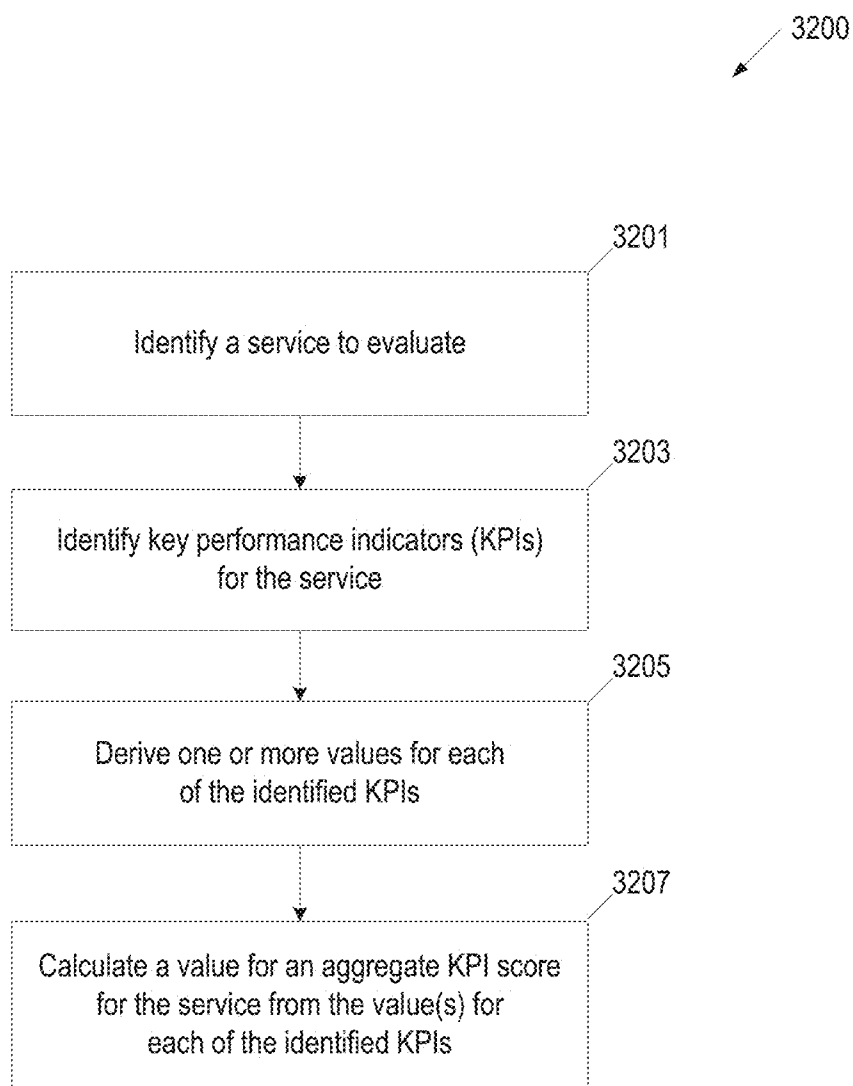 3200
3201
Identify a service to evaluate
3203
Identify key performance indicators (KPIs)
for the service
3205
Derive one or more values for each
of the identified KPIs
3207
Calculate a value for an aggregate KPI score
for the service from the value(s) for
each of the identified KPIs